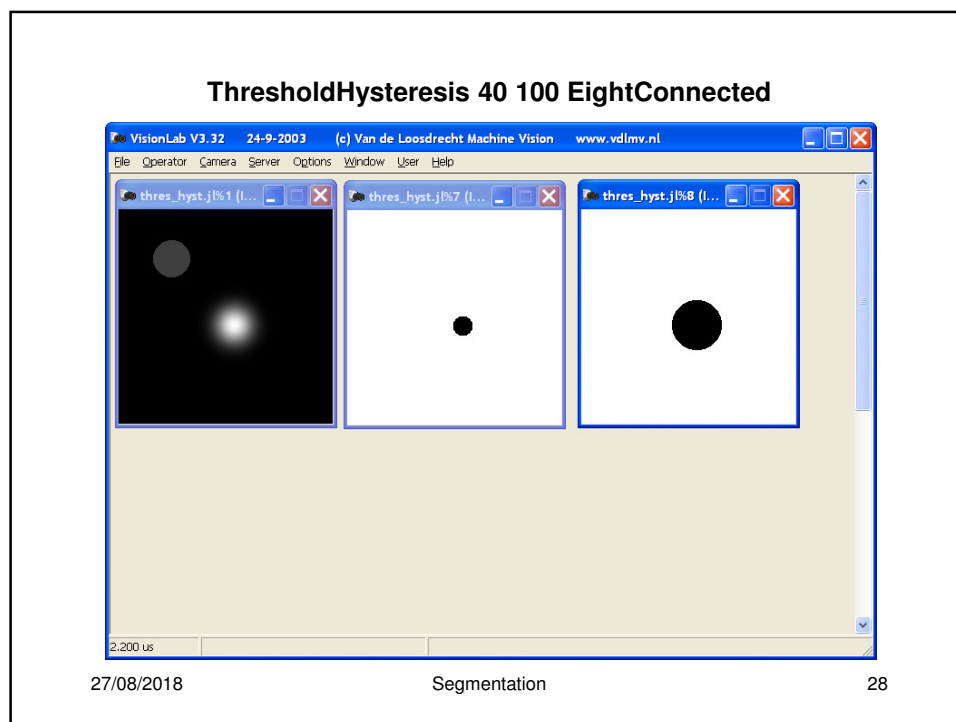 ThresholdHysteresis 40 100 EightConnected
VisionLab V3.32 24-9-2003 (c) Van de Loosdrecht Machine Vision www.vdlmv.nl
File Operator Camera Server Options Window User Help
thres_hyst.jl%1 (I... thres_hyst.jl%7 (I... thres_hyst.jl%8 (I...
2.200 us
27/08/2018 Segmentation 28